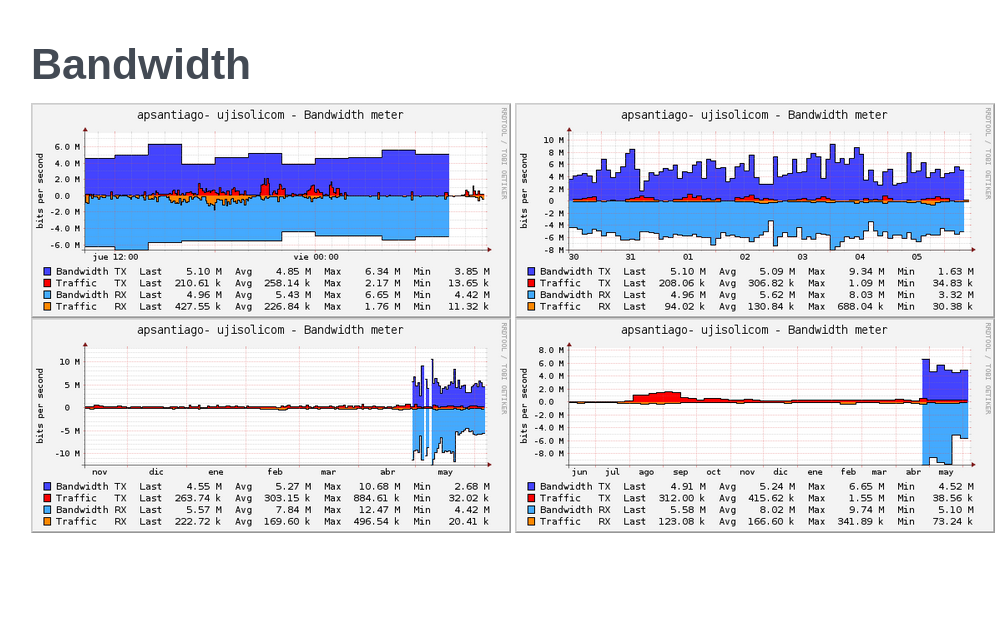 Bandwidth
apsantiago- ujisolicom - Bandwidth meter
RRDTOOL / TOBI OETIKER
bits per second
6.0 M
4.0 M
2.0 M
0.0
-2.0 M
-4.0 M
-6.0 M
jue 12:00 vie 00:00
Bandwidth TX Last 5.10 M Avg 4.85 M Max 6.34 M Min 3.85 M
Traffic TX Last 210.61 k Avg 258.14 k Max 2.17 M Min 13.65 k
Bandwidth RX Last 4.96 M Avg 5.43 M Max 6.65 M Min 4.42 M
Traffic RX Last 427.55 k Avg 226.84 k Max 1.76 M Min 11.32 k
apsantiago- ujisolicom - Bandwidth meter
RRDTOOL / TOBI OETIKER
bits per second
10 M
8 M
6 M
4 M
2 M
0
-2 M
-4 M
-6 M
-8 M
30 31 01 02 03 04 05
Bandwidth TX Last 5.10 M Avg 5.09 M Max 9.34 M Min 1.63 M
Traffic TX Last 208.06 k Avg 306.82 k Max 1.09 M Min 34.83 k
Bandwidth RX Last 4.96 M Avg 5.62 M Max 8.03 M Min 3.32 M
Traffic RX Last 94.02 k Avg 130.84 k Max 688.04 k Min 30.38 k
apsantiago- ujisolicom - Bandwidth meter
RRDTOOL / TOBI OETIKER
bits per second
10 M
5 M
0
-5 M
-10 M
nov dic ene feb mar abr may
Bandwidth TX Last 4.55 M Avg 5.27 M Max 10.68 M Min 2.68 M
Traffic TX Last 263.74 k Avg 303.15 k Max 884.61 k Min 32.02 k
Bandwidth RX Last 5.57 M Avg 7.84 M Max 12.47 M Min 4.42 M
Traffic RX Last 222.72 k Avg 169.60 k Max 496.54 k Min 20.41 k
apsantiago- ujisolicom - Bandwidth meter
RRDTOOL / TOBI OETIKER
bits per second
8.0 M
6.0 M
4.0 M
2.0 M
0.0
-2.0 M
-4.0 M
-6.0 M
-8.0 M
jun jul ago sep oct nov dic ene feb mar abr may
Bandwidth TX Last 4.91 M Avg 5.24 M Max 6.65 M Min 4.52 M
Traffic TX Last 312.00 k Avg 415.62 k Max 1.55 M Min 38.56 k
Bandwidth RX Last 5.58 M Avg 8.02 M Max 9.74 M Min 5.10 M
Traffic RX Last 123.08 k Avg 166.60 k Max 341.89 k Min 73.24 k